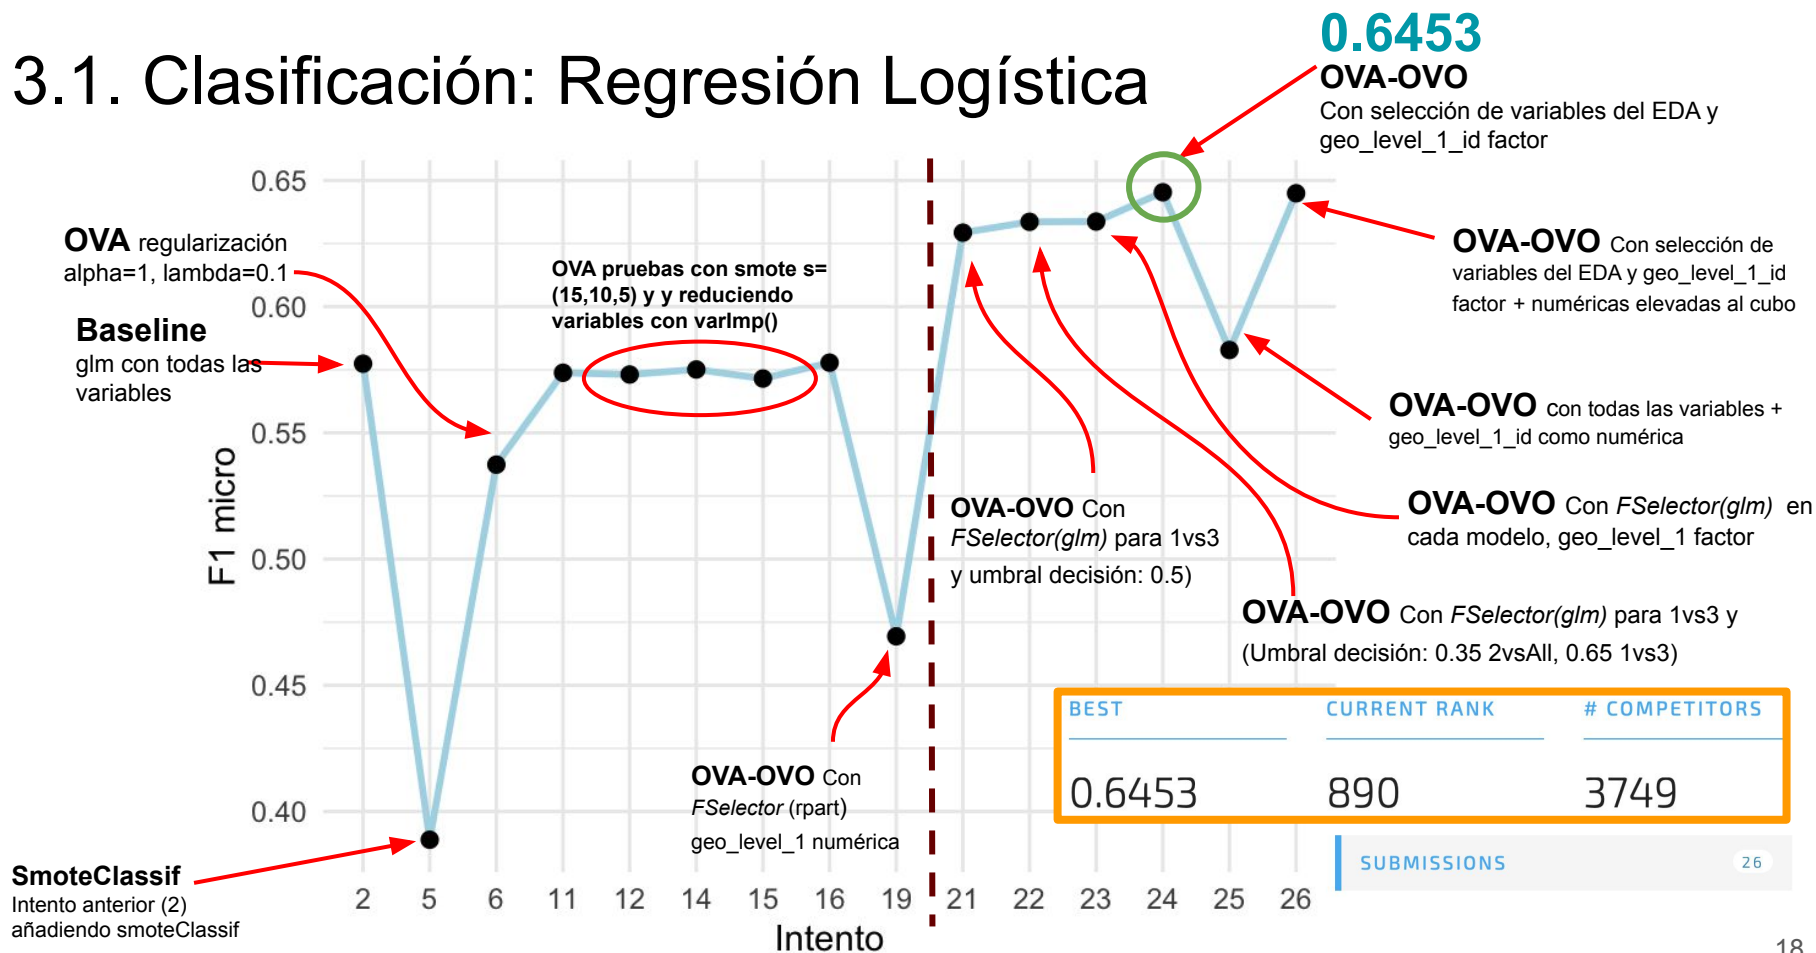 3.1. Clasificación: Regresión Logística
0.6453
OVA-OVO
Con selección de variables del EDA y
geo_level_1_id factor
OVA regularización
alpha=1, lambda=0.1
Baseline
glm con todas las
variables
OVA pruebas con smote s=
(15,10,5) y y reduciendo
variables con varImp()
OVA-OVO Con selección de
variables del EDA y geo_level_1_id
factor + numéricas elevadas al cubo
OVA-OVO con todas las variables +
geo_level_1_id como numérica
OVA-OVO Con FSelector(glm) en
cada modelo, geo_level_1 factor
OVA-OVO Con
FSelector(glm) para 1vs3
y umbral decisión: 0.5)
OVA-OVO Con FSelector(glm) para 1vs3 y
(Umbral decisión: 0.35 2vsAll, 0.65 1vs3)
OVA-OVO Con
FSelector (rpart)
geo_level_1 numérica
SmoteClassif
Intento anterior (2)
añadiendo smoteClassif
F1 micro
0.65
0.60
0.55
0.50
0.45
0.40
2 5 6 11 12 14 15 16 19 21 22 23 24 25 26
Intento
BEST CURRENT RANK # COMPETITORS
0.6453 890 3749
SUBMISSIONS 26
18